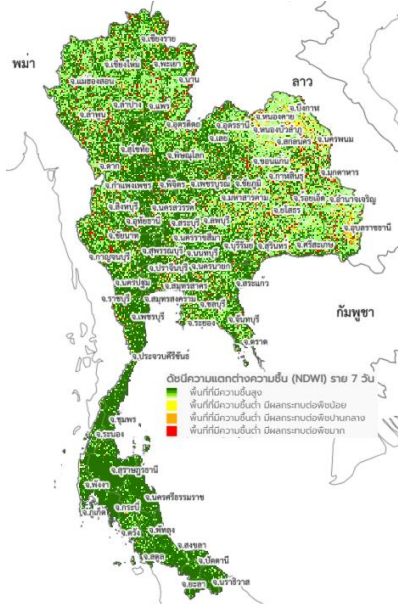 พม่า
ลาว
กัมพูชา
จ.เชียงราย
จ.เชียงใหม่
จ.พะเยา
จ.แม่ฮ่องสอน
จ.น่าน
จ.ลำปาง
จ.แพร่
จ.ลำพูน
จ.อุตรดิตถ์
จ.เลย
จ.อุดรธานี
จ.บึงกาฬ
จ.หนองคาย
จ.หนองบัวลำภู
จ.สกลนคร
จ.นครพนม
จ.สุโขทัย
จ.พิษณุโลก
จ.ตาก
จ.ขอนแก่น
จ.กาฬสินธุ์
จ.มุกดาหาร
จ.กำแพงเพชร
จ.พิจิตร
จ.เพชรบูรณ์
จ.ชัยภูมิ
จ.มหาสารคาม
จ.ร้อยเอ็ด
จ.อำนาจเจริญ
จ.ยโสธร
จ.สิงห์บุรี
จ.นครสวรรค์
จ.อุทัยธานี
จ.สระบุรี
จ.ลพบุรี
จ.อุบลราชธานี
จ.ชัยนาท
จ.นครราชสีมา
จ.บุรีรัมย์
จ.สุรินทร์
จ.ศรีสะเกษ
จ.กาญจนบุรี
จ.สุพรรณบุรี
จ.นนทบุรี
จ.ปราจีนบุรี
จ.นครนายก
จ.สระแก้ว
จ.นครปฐม
จ.สมุทรสาคร
จ.ราชบุรี
จ.สมุทรสงคราม
จ.ชลบุรี
จ.เพชรบุรี
จ.ระยอง
จ.จันทบุรี
จ.ตราด
จ.ประจวบคีรีขันธ์
ดัชนีความแตกต่างความชื้น (NDWI) ราย 7 วัน
พื้นที่ที่มีความชื้นสูง
พื้นที่ที่มีความชื้นต่ำ มีผลกระทบต่อพืชน้อย
พื้นที่ที่มีความชื้นต่ำ มีผลกระทบต่อพืชปานกลาง
พื้นที่ที่มีความชื้นต่ำ มีผลกระทบต่อพืชมาก
จ.ชุมพร
จ.ระนอง
จ.สุราษฎร์ธานี
จ.พังงา
จ.นครศรีธรรมราช
จ.กระบี่
จ.ภูเก็ต
จ.ตรัง
จ.พัทลุง
จ.สงขลา
จ.สตูล
จ.ปัตตานี
จ.ยะลา
จ.นราธิวาส